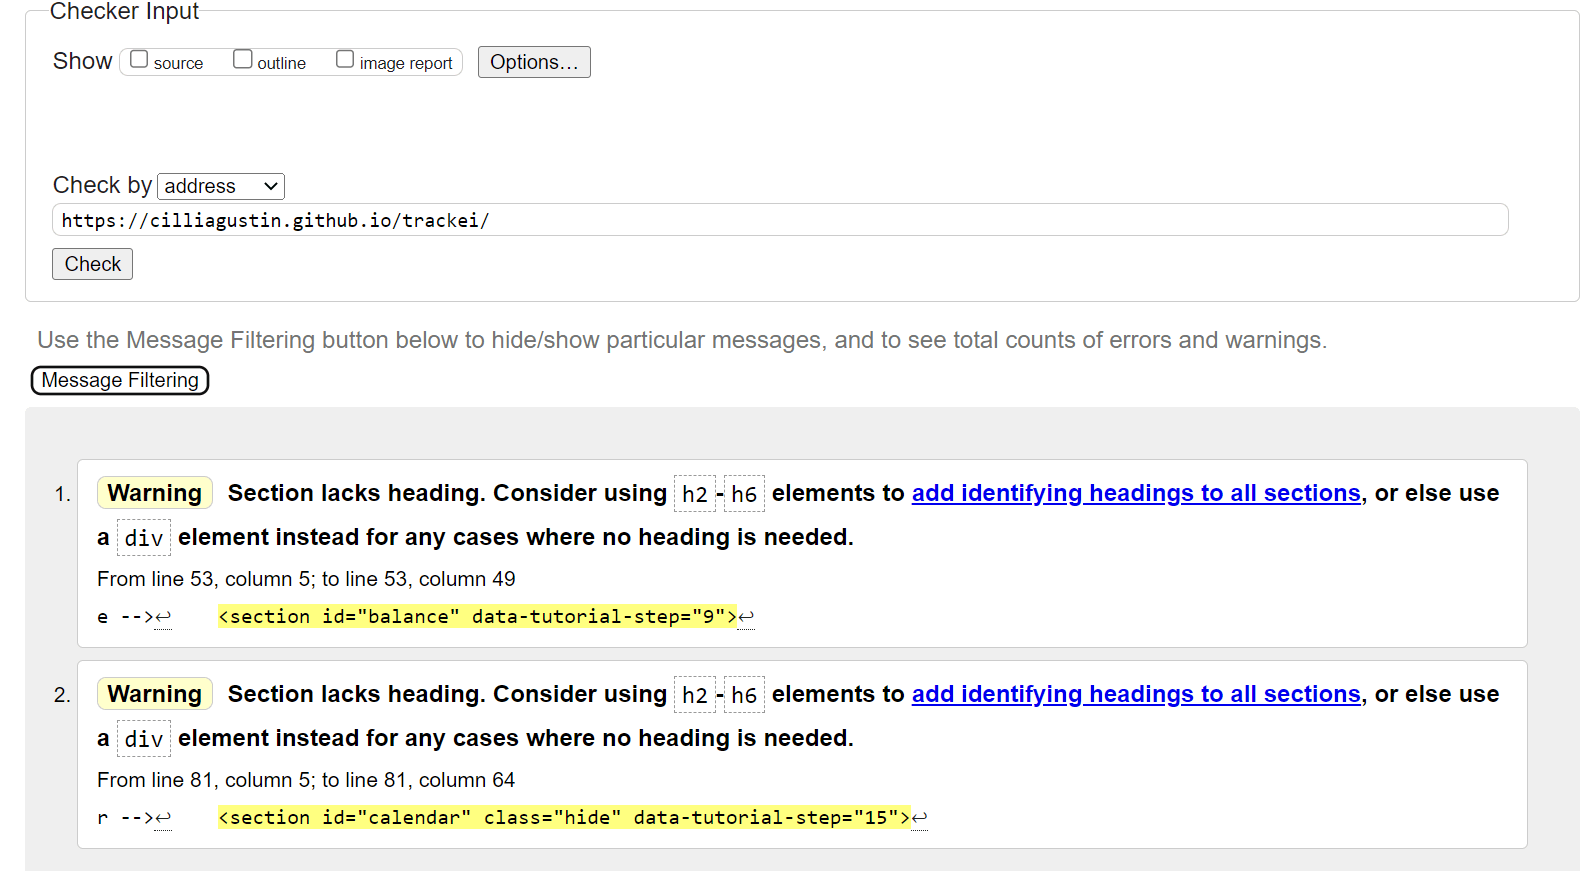 Checker Input
Show source outline image report Options...
Check by address
https://cilliagustin.github.io/trackei/
Check
Use the Message Filtering button below to hide/show particular messages, and to see total counts of errors and warnings.
Message Filtering
1. Warning Section lacks heading. Consider using h2-h6 elements to add identifying headings to all sections, or else use
a div element instead for any cases where no heading is needed.
From line 53, column 5; to line 53, column 49
e -->↩ <section id="balance" data-tutorial-step="9">↩
2. Warning Section lacks heading. Consider using h2-h6 elements to add identifying headings to all sections, or else use
a div element instead for any cases where no heading is needed.
From line 81, column 5; to line 81, column 64
r -->↩ <section id="calendar" class="hide" data-tutorial-step="15">↩